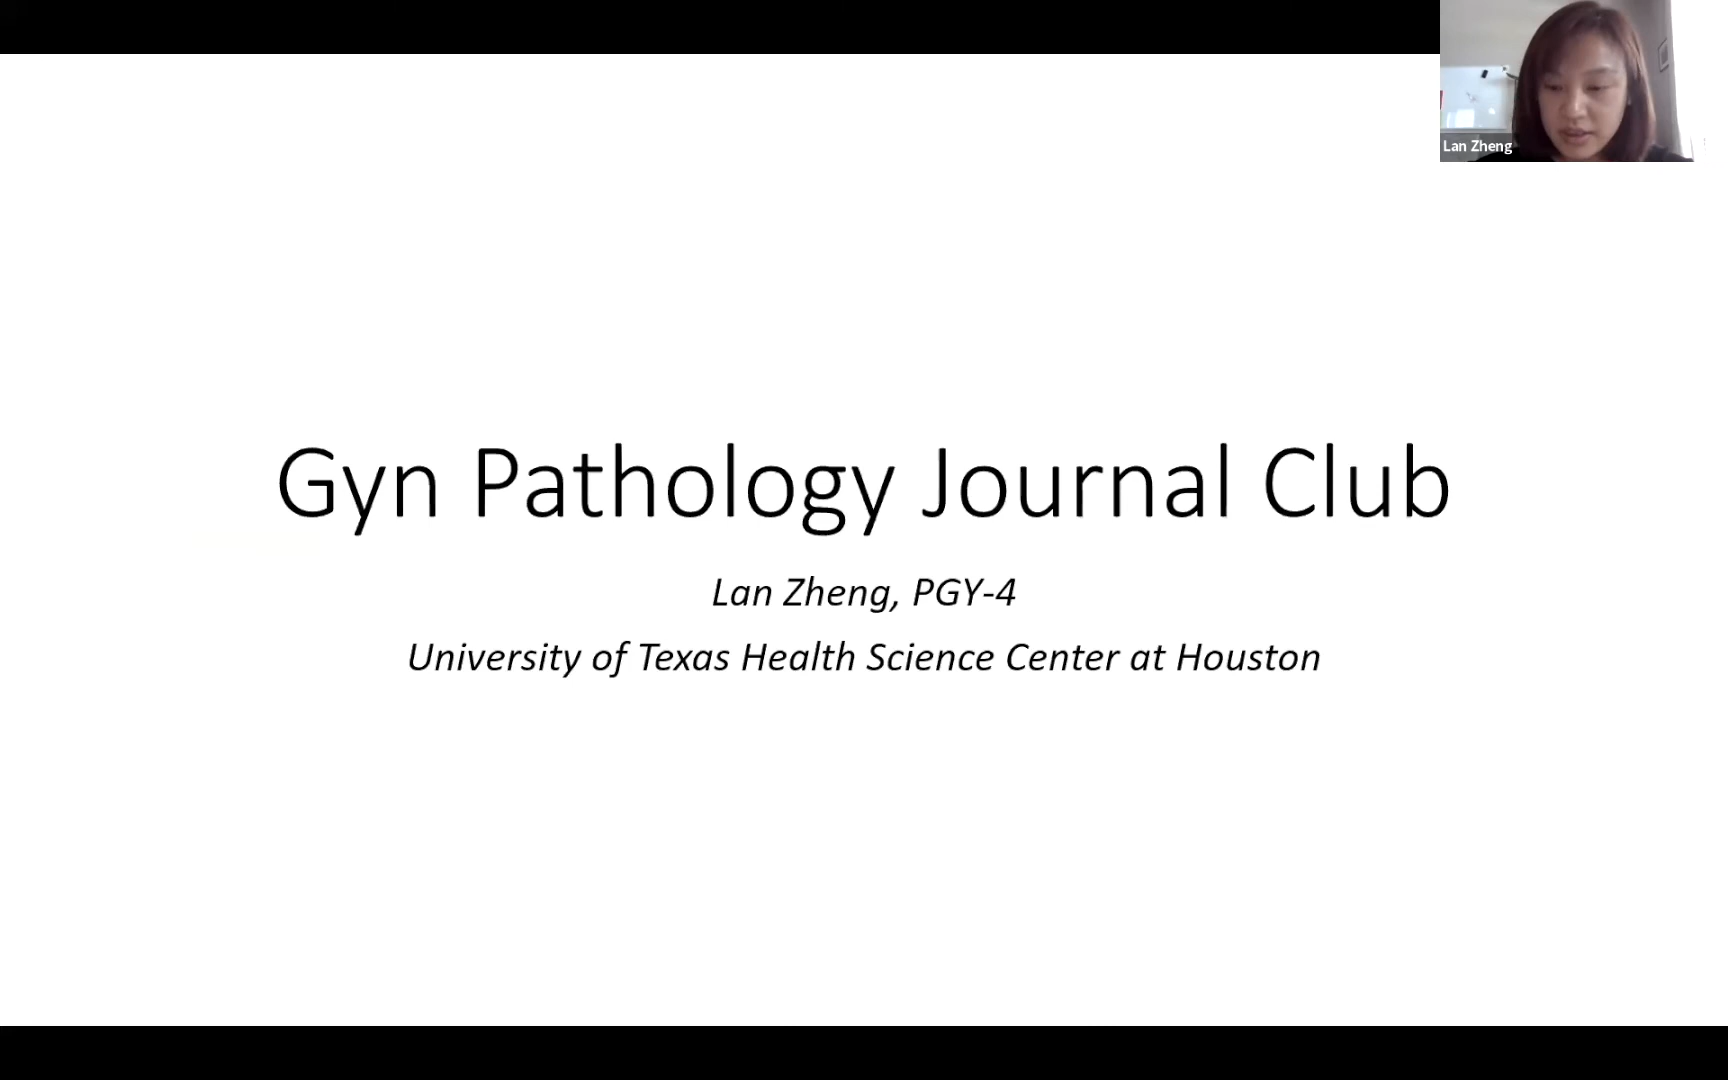 Lan Zheng
Gyn Pathology Journal Club
Lan Zheng, PGY-4
University of Texas Health Science Center at Houston